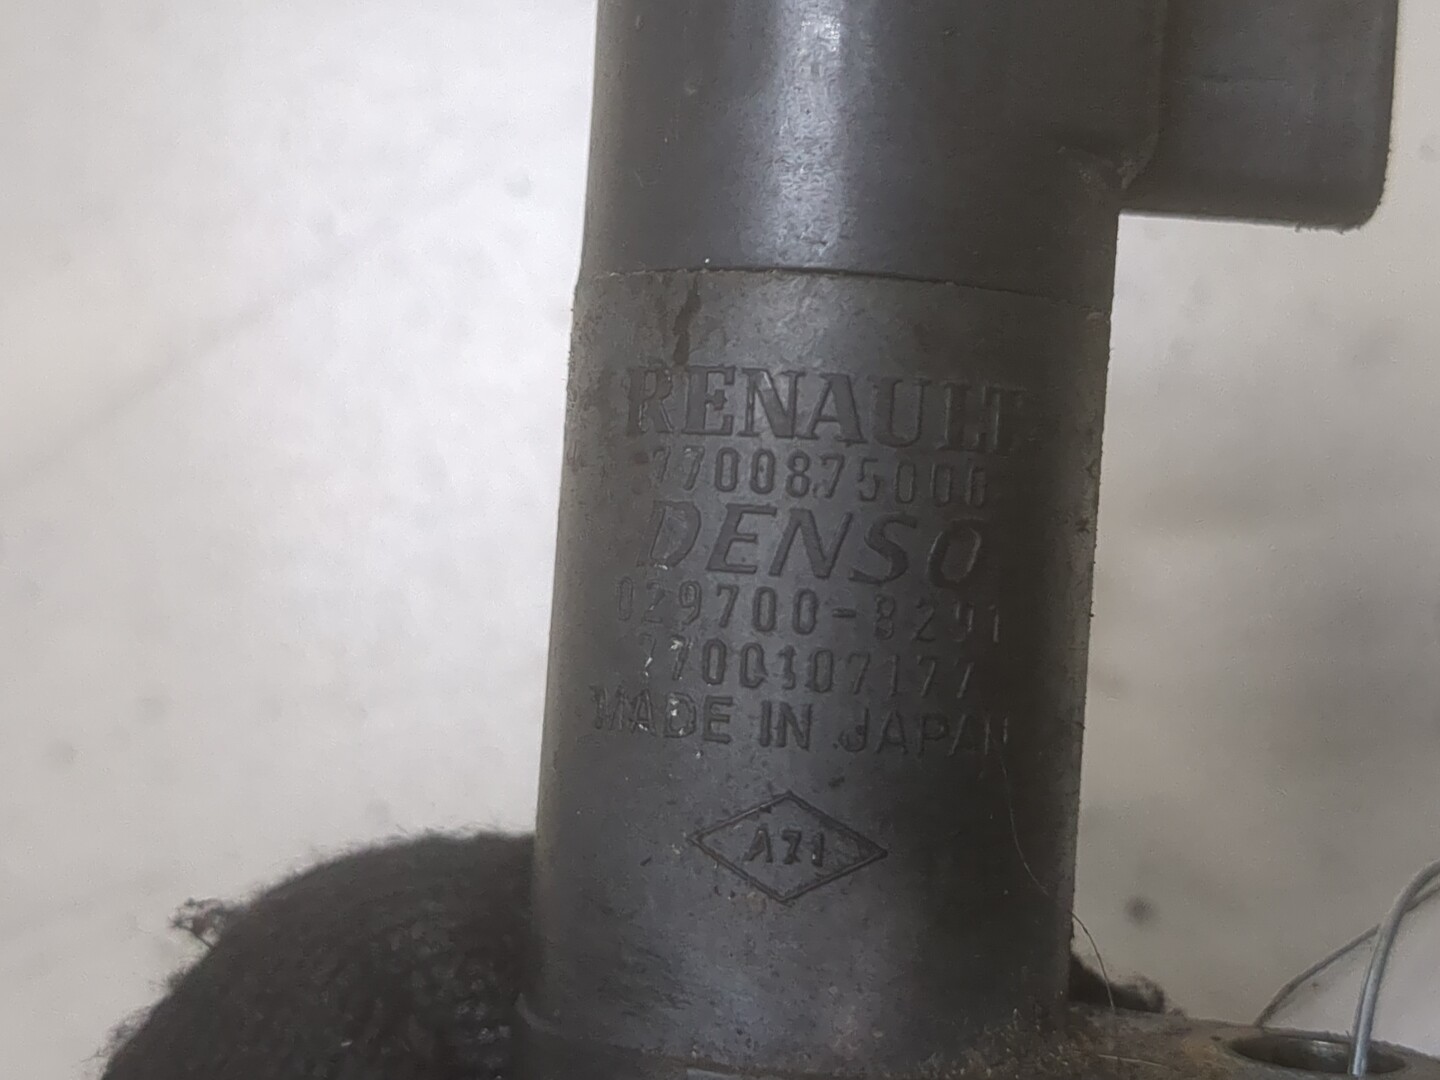 RENAULT
7700875000
DENSO
029700-8291
7700107177
MADE IN JAPAN
A71